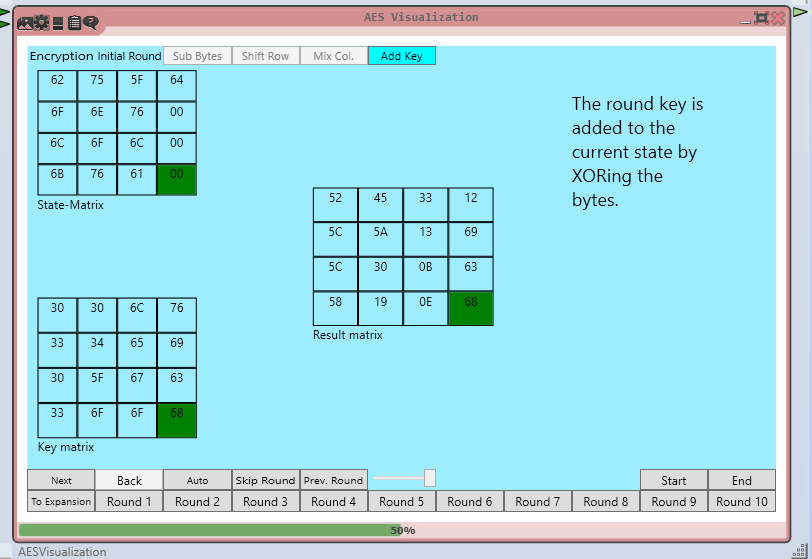 AES Visualization
Encryption Initial Round Sub Bytes Shift Row Mix Col. Add Key
62 75 5F 64
6F 6E 76 00
6C 6F 6C 00
6B 76 61 00
State-Matrix
The round key is
added to the
current state by
XORing the
bytes.
52 45 33 12
5C 5A 13 69
5C 30 0B 63
58 19 0E 68
Result matrix
30 30 6C 76
33 34 65 69
30 5F 67 63
33 6F 6F 68
Key matrix
Next Back Auto Skip Round Prev. Round Start End
To Expansion Round 1 Round 2 Round 3 Round 4 Round 5 Round 6 Round 7 Round 8 Round 9 Round 10
50%
AESVisualization